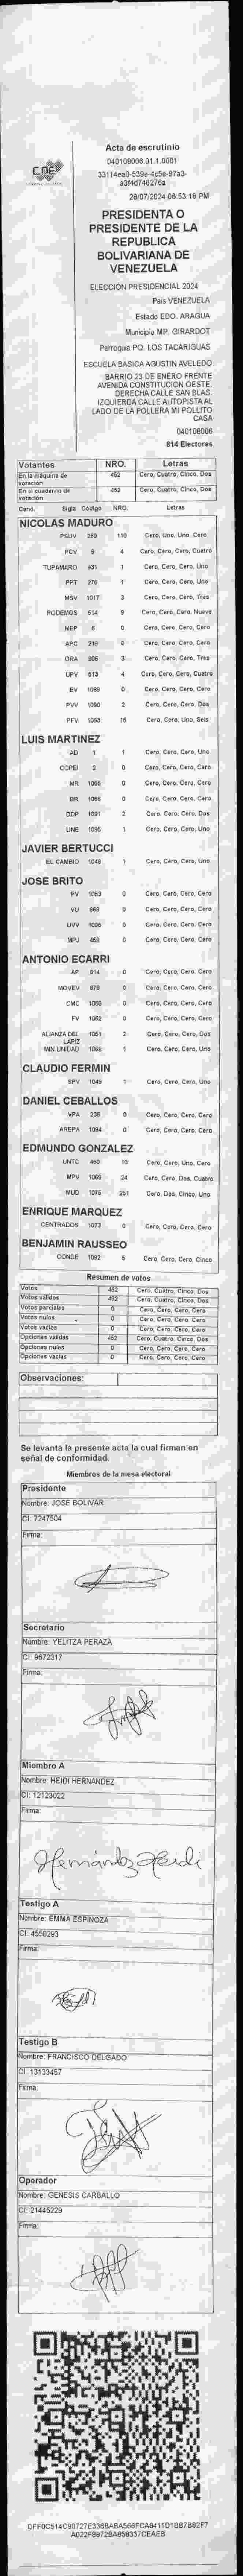 CNE
Acta de escrutinio
040108006.01.1.0001
33114ea0-539e-4c5e-97a3-
a3f4d746276a
28/07/2024 06:53:18 PM
PRESIDENTA O
PRESIDENTE DE LA
REPUBLICA
BOLIVARIANA DE
VENEZUELA
ELECCIÓN PRESIDENCIAL 2024
País VENEZUELA
Estado EDO. ARAGUA
Municipio MP. GIRARDOT
Parroquia PQ. LOS TACARIGUAS
ESCUELA BASICA AGUSTIN AVELEDO
BARRIO 23 DE ENERO FRENTE
AVENIDA CONSTITUCION OESTE.
DERECHA CALLE SAN BLAS.
IZQUIERDA CALLE AUTOPISTA AL
LADO DE LA POLLERA MI POLLITO
CASA
040108006
814 Electores
Votantes NRO. Letras
En la máquina de votación 452 Cero, Cuatro, Cinco, Dos
En el cuaderno de votación 452 Cero, Cuatro, Cinco, Dos
Cand. Sigla Código NRO. Letras
NICOLAS MADURO
PSUV 110 Cero, Uno, Uno, Cero
PCV 9 4 Cero, Cero, Cero, Cuatro
TUPAMARO 931 1 Cero, Cero, Cero, Uno
PPT 276 1 Cero, Cero, Cero, Uno
MSV 1017 3 Cero, Cero, Cero, Tres
PODEMOS 514 9 Cero, Cero, Cero, Nueve
MEP 6 0 Cero, Cero, Cero, Cero
APC 219 0 Cero, Cero, Cero, Cero
ORA 905 3 Cero, Cero, Cero, Tres
UPV 513 4 Cero, Cero, Cero, Cuatro
EV 1089 0 Cero, Cero, Cero, Cero
PVV 1090 2 Cero, Cero, Cero, Dos
PFV 1093 16 Cero, Cero, Uno, Seis
LUIS MARTINEZ
AD 1 1 Cero, Cero, Cero, Uno
COPEI 2 0 Cero, Cero, Cero, Cero
MR 1095 0 Cero, Cero, Cero, Cero
BR 1066 0 Cero, Cero, Cero, Cero
DDP 1091 2 Cero, Cero, Cero, Dos
UNE 1096 1 Cero, Cero, Cero, Uno
JAVIER BERTUCCI
EL CAMBIO 1048 1 Cero, Cero, Cero, Uno
JOSE BRITO
PV 1053 0 Cero, Cero, Cero, Cero
VU 868 0 Cero, Cero, Cero, Cero
UVV 1036 0 Cero, Cero, Cero, Cero
MPJ 458 0 Cero, Cero, Cero, Cero
ANTONIO ECARRI
AP 814 0 Cero, Cero, Cero, Cero
MOVEV 878 0 Cero, Cero, Cero, Cero
CMC 1050 0 Cero, Cero, Cero, Cero
FV 1062 0 Cero, Cero, Cero, Cero
ALIANZA DEL LAPIZ 1051 2 Cero, Cero, Cero, Dos
MIN UNIDAD 1068 1 Cero, Cero, Cero, Uno
CLAUDIO FERMIN
SPV 1049 1 Cero, Cero, Cero, Uno
DANIEL CEBALLOS
VPA 236 0 Cero, Cero, Cero, Cero
AREPA 1094 0 Cero, Cero, Cero, Cero
EDMUNDO GONZALEZ
UNTC 460 10 Cero, Cero, Uno, Cero
MPV 1069 24 Cero, Cero, Dos, Cuatro
MUD 1075 251 Cero, Dos, Cinco, Uno
ENRIQUE MARQUEZ
CENTRADOS 1073 0 Cero, Cero, Cero, Cero
BENJAMIN RAUSSEO
CONDE 1092 5 Cero, Cero, Cero, Cinco
Resumen de votos
Votos 452 Cero, Cuatro, Cinco, Dos
Votos válidos 452 Cero, Cuatro, Cinco, Dos
Votos parciales 0 Cero, Cero, Cero, Cero
Votos nulos 0 Cero, Cero, Cero, Cero
Votos vacíos 0 Cero, Cero, Cero, Cero
Opciones válidas 452 Cero, Cuatro, Cinco, Dos
Opciones nulas 0 Cero, Cero, Cero, Cero
Opciones vacías 0 Cero, Cero, Cero, Cero
Observaciones:
Se levanta la presente acta la cual firman en
señal de conformidad.
Miembros de la mesa electoral
Presidente
Nombre: JOSE BOLIVAR
CI: 7247504
Firma:
Secretario
Nombre: YELITZA PERAZA
CI: 9672317
Firma:
Miembro A
Nombre: HEIDI HERNANDEZ
CI: 12123022
Firma:
Hernández Heidi
Testigo A
Nombre: EMMA ESPINOZA
CI: 4550293
Firma:
Testigo B
Nombre: FRANCISCO DELGADO
CI: 13133457
Firma:
Operador
Nombre: GENESIS CARBALLO
CI: 21445229
Firma: